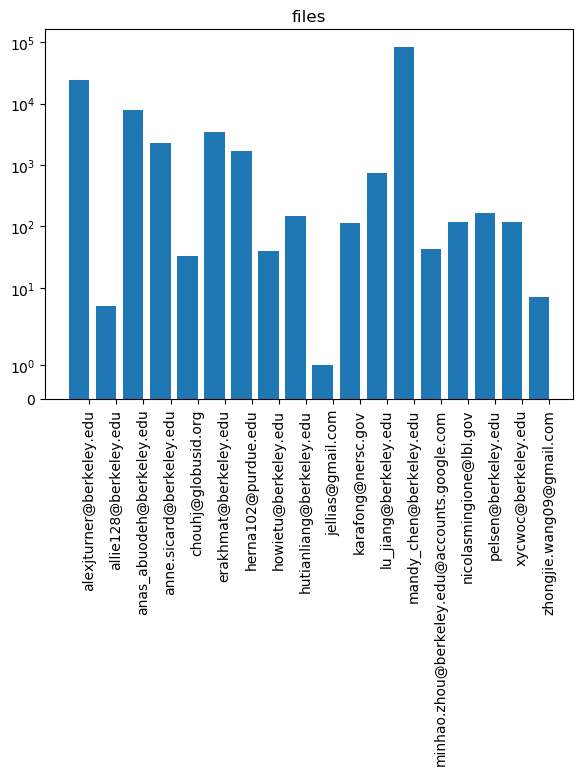 files
10⁵
10⁴
10³
10²
10¹
10⁰
0
alexjturner@berkeley.edu
allie128@berkeley.edu
anas_abuodeh@berkeley.edu
anne.sicard@berkeley.edu
chouhj@globusid.org
erakhmat@berkeley.edu
herna102@purdue.edu
howietu@berkeley.edu
hutianliang@berkeley.edu
jellias@gmail.com
karafong@nersc.gov
lu_jiang@berkeley.edu
mandy_chen@berkeley.edu
minhao.zhou@berkeley.edu@accounts.google.com
nicolasmingione@lbl.gov
pelsen@berkeley.edu
xycwoc@berkeley.edu
zhongjie.wang09@gmail.com